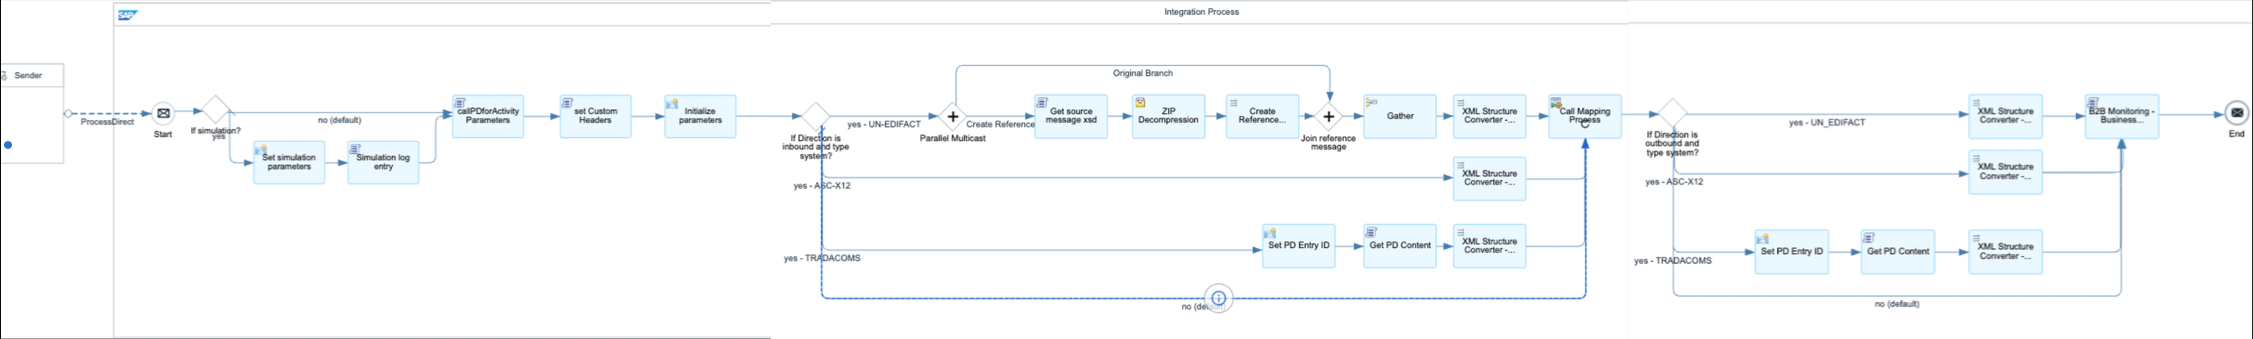 SAP
Integration Process
Sender
ProcessDirect
Start
If simulation?
yes
no (default)
Set simulation
parameters
Simulation log
entry
callPDforActivity
Parameters
set Custom
Headers
Initialize
parameters
If Direction is
inbound and type
system?
yes - UN-EDIFACT
Parallel Multicast
Original Branch
Create Reference
Get source
message xsd
ZIP
Decompression
Create
Reference...
Join reference
message
Gather
XML Structure
Converter -...
Call Mapping
Process
yes - ASC-X12
XML Structure
Converter -...
yes - TRADACOMS
Set PD Entry ID
Get PD Content
XML Structure
Converter -...
no (def
If Direction is
outbound and
type system?
yes - UN_EDIFACT
XML Structure
Converter -...
B2B Monitoring -
Business...
End
yes - ASC-X12
XML Structure
Converter -...
yes - TRADACOMS
Set PD Entry ID
Get PD Content
XML Structure
Converter -...
no (default)